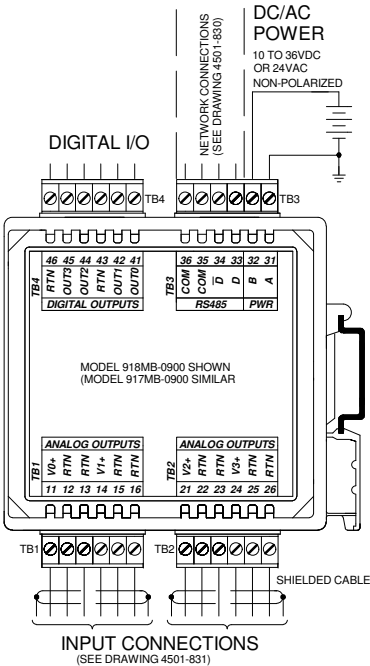 DC/AC
POWER
10 TO 36VDC
OR 24VAC
NON-POLARIZED
NETWORK CONNECTIONS
(SEE DRAWING 4501-830)
DIGITAL I/O
TB4
TB3
46 45 44 43 42 41
RTN OUT3 OUT2 RTN OUT1 OUT0
TB4
DIGITAL OUTPUTS
36 35 34 33 32 31
COM COM D D B A
TB3
RS485 PWR
MODEL 918MB-0900 SHOWN
(MODEL 917MB-0900 SIMILAR
ANALOG OUTPUTS
TB1
V0+ RTN RTN V1+ RTN RTN
11 12 13 14 15 16
ANALOG OUTPUTS
TB2
V2+ RTN RTN V3+ RTN RTN
21 22 23 24 25 26
TB1
TB2
SHIELDED CABLE
INPUT CONNECTIONS
(SEE DRAWING 4501-831)